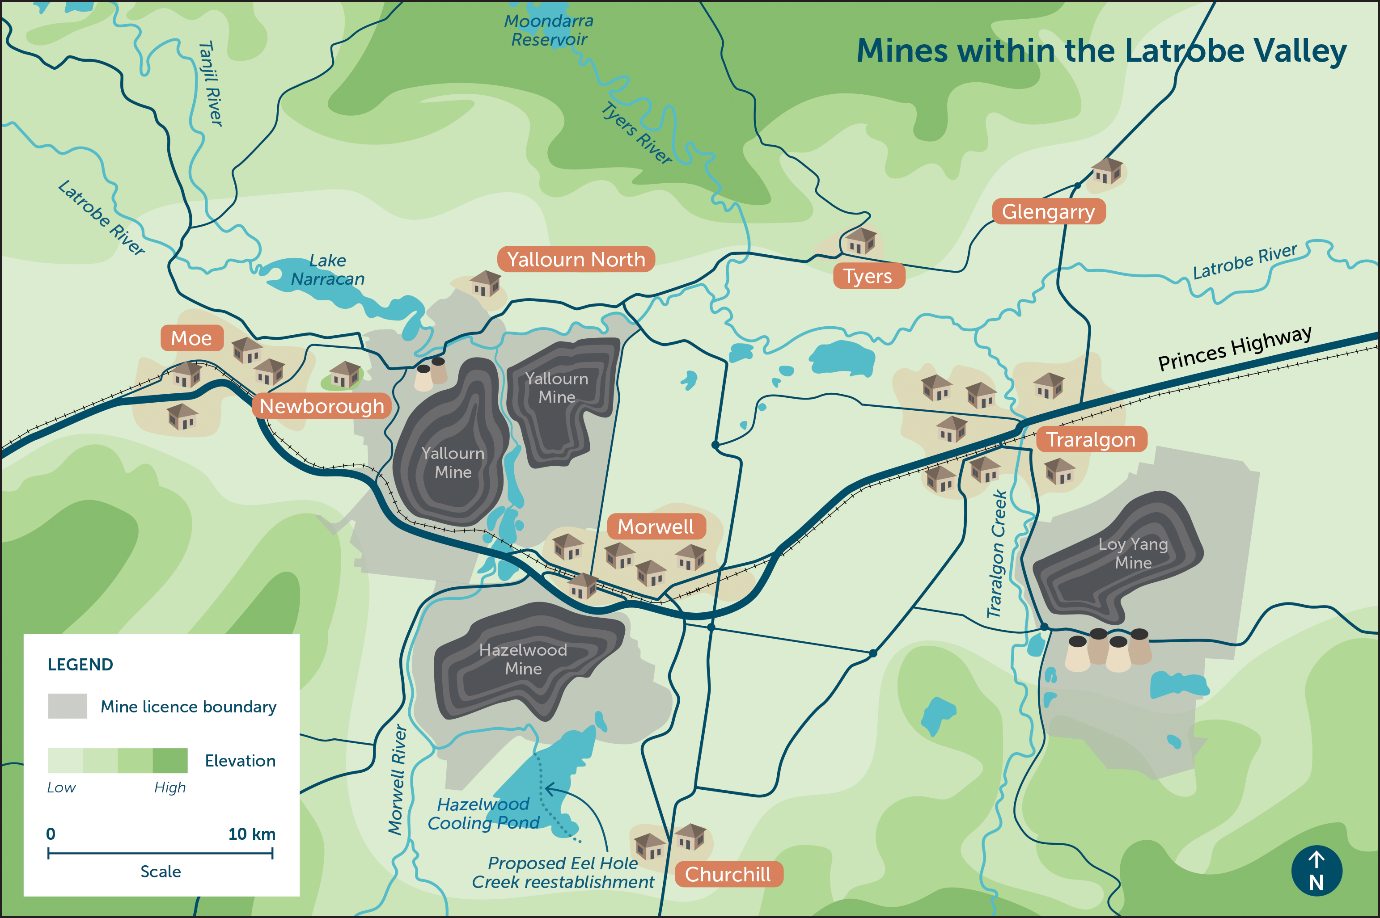 Mines within the Latrobe Valley
Moondarra
Reservoir
Tanjil River
Tyers River
Latrobe River
Glengarry
Lake
Narracan
Yallourn North
Tyers
Latrobe River
Moe
Princes Highway
Newborough
Yallourn
Mine
Yallourn
Mine
Traralgon
Morwell
Traralgon Creek
Loy Yang
Mine
Hazelwood
Mine
Morwell River
Hazelwood
Cooling Pond
Proposed Eel Hole
Creek reestablishment
Churchill
LEGEND
Mine licence boundary
Elevation
Low High
0 10 km
Scale
N